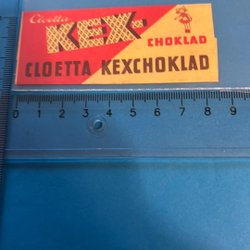 Cloetta
KEX-
CHOKLAD
CLOETTA KEXCHOKLAD
0 1 2 3 4 5 6 7 8 9